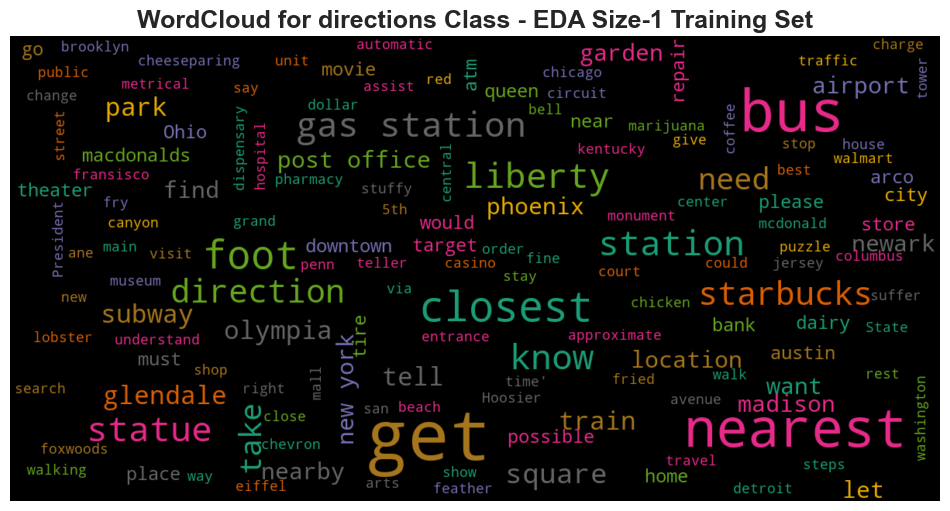 WordCloud for directions Class - EDA Size-1 Training Set
go
brooklyn
automatic
charge
cheeseparing
unit
movie
garden
repair
traffic
public
metrical
say
assist
red
atm
chicago
circuit
airport
tower
change
park
dollar
queen
bell
bus
street
Ohio
gas station
near
marijuana
give
coffee
stop
house
macdonalds
dispensary
hospital
post office
central
liberty
kentucky
walmart
fransisco
pharmacy
need
best
arco
theater
find
stuffy
phoenix
center
please
city
fry
canyon
grand
5th
would
monument
mcdonald
store
President
main
ane
visit
foot
downtown
target
order
fine
station
puzzle
newark
penn
teller
casino
court
could
jersey
columbus
museum
direction
via
stay
chicken
starbucks
suffer
new
subway
olympia
tire
closest
bank
dairy
State
lobster
understand
new york
entrance
approximate
must
know
location
austin
shop
tell
time'
fried
walk
rest
search
glendale
right
mall
Hoosier
avenue
want
madison
washington
statue
take
close
san
beach
get
train
nearest
foxwoods
chevron
possible
walking
place
way
nearby
show
square
home
travel
steps
eiffel
arts
feather
detroit
let